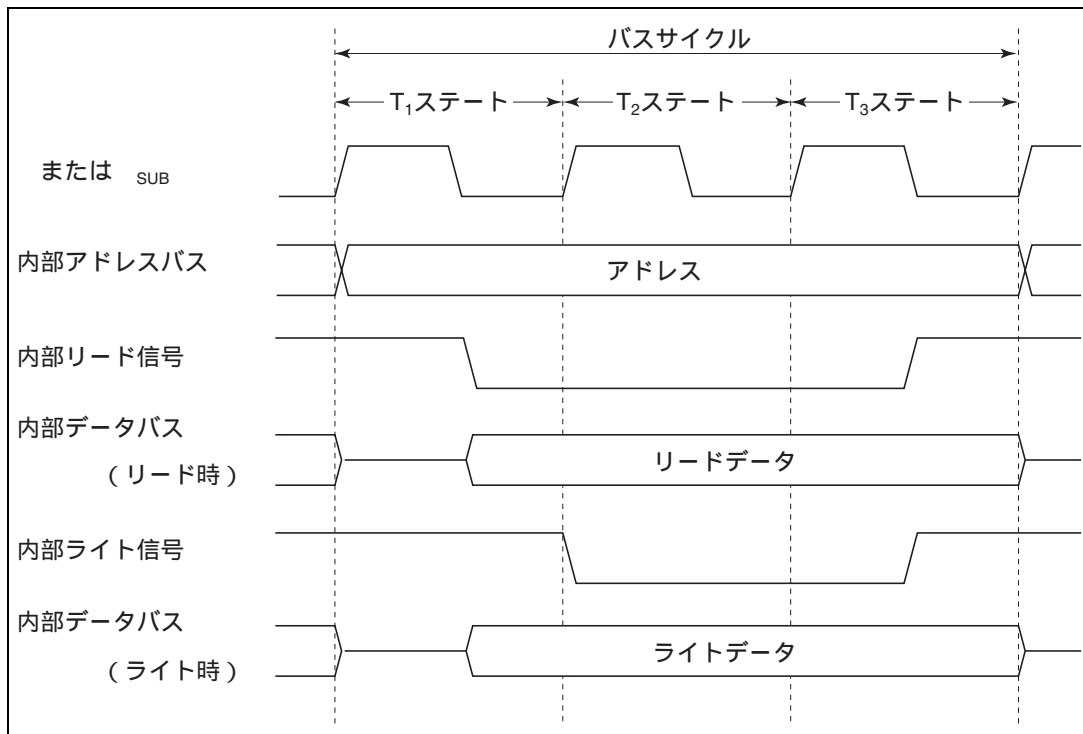 バスサイクル
T₁ステート
T₂ステート
T₃ステート
または SUB
内部アドレスバス
アドレス
内部リード信号
内部データバス
(リード時)
リードデータ
内部ライト信号
内部データバス
(ライト時)
ライトデータ